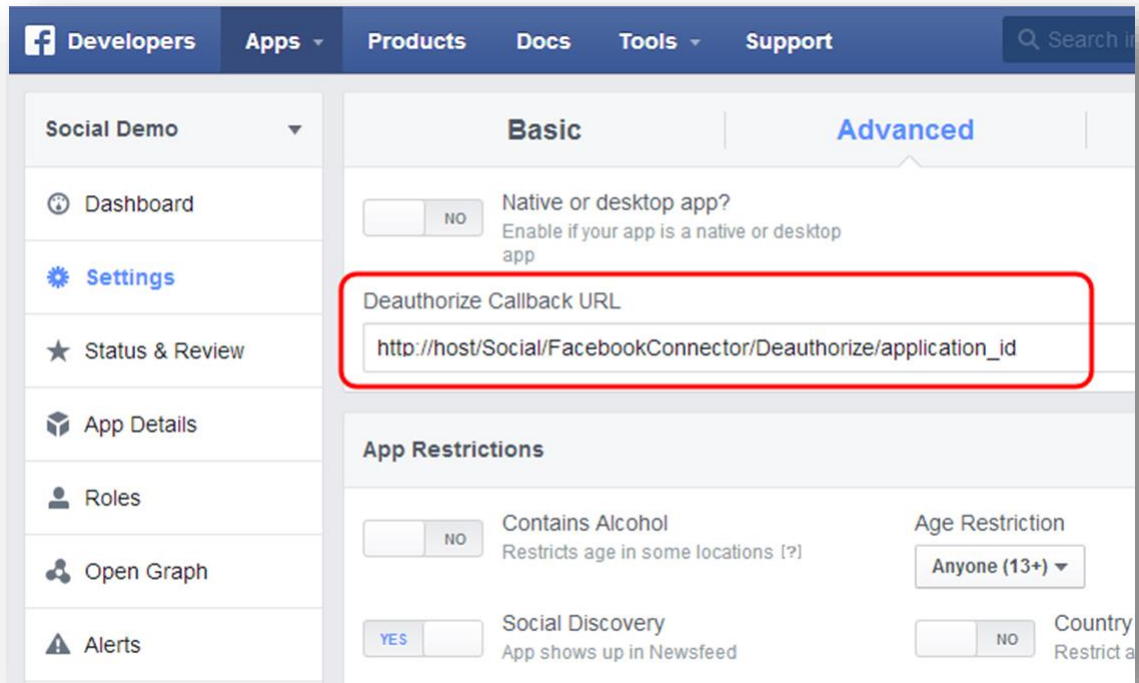 Developers Apps Products Docs Tools Support Search in
Social Demo
Dashboard
Settings
Status & Review
App Details
Roles
Open Graph
Alerts
Basic Advanced
NO
Native or desktop app?
Enable if your app is a native or desktop
app
Deauthorize Callback URL
http://host/Social/FacebookConnector/Deauthorize/application_id
App Restrictions
NO
Contains Alcohol
Restricts age in some locations [?]
Age Restriction
Anyone (13+)
YES
Social Discovery
App shows up in Newsfeed
NO
Country
Restrict a